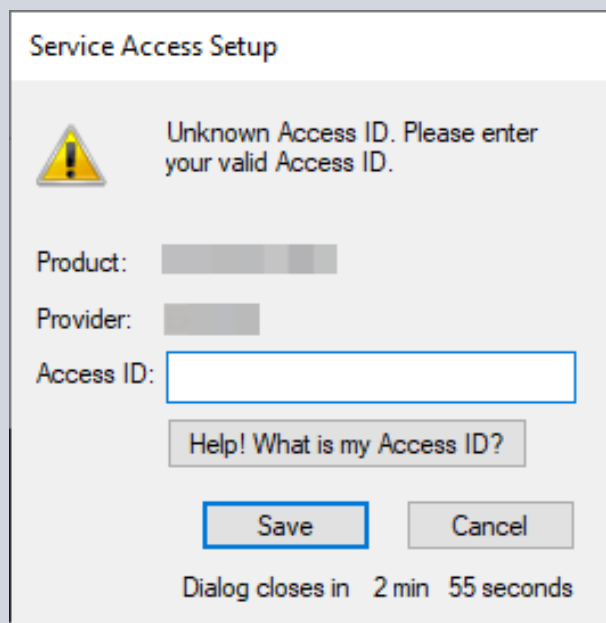 Service Access Setup
Unknown Access ID. Please enter
your valid Access ID.
Product:
Provider:
Access ID:
Help! What is my Access ID?
Save Cancel
Dialog closes in 2 min 55 seconds